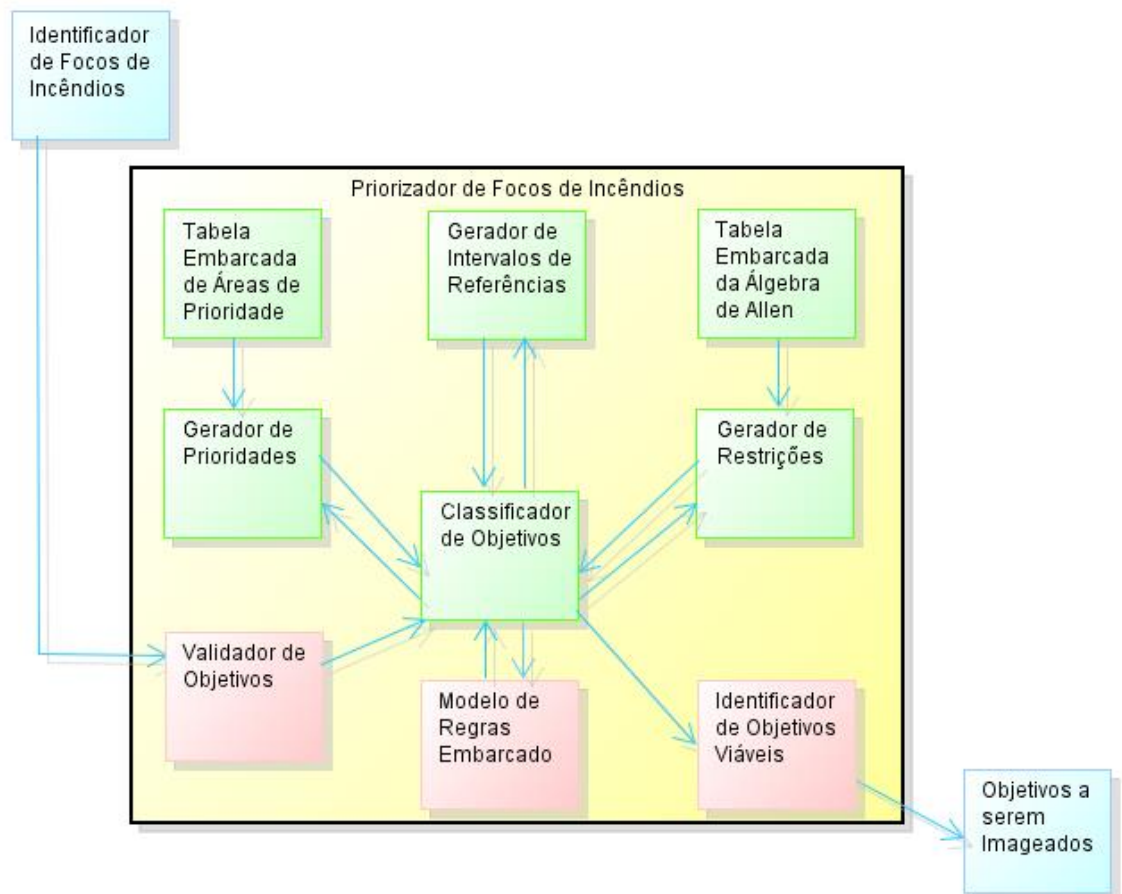 Identificador
de Focos de
Incêndios
Priorizador de Focos de Incêndios
Tabela
Embarcada
de Áreas de
Prioridade
Gerador de
Intervalos de
Referências
Tabela
Embarcada
da Álgebra
de Allen
Gerador de
Prioridades
Gerador de
Restrições
Classificador
de Objetivos
Validador de
Objetivos
Modelo de
Regras
Embarcado
Identificador
de Objetivos
Viáveis
Objetivos a
serem
Imageados